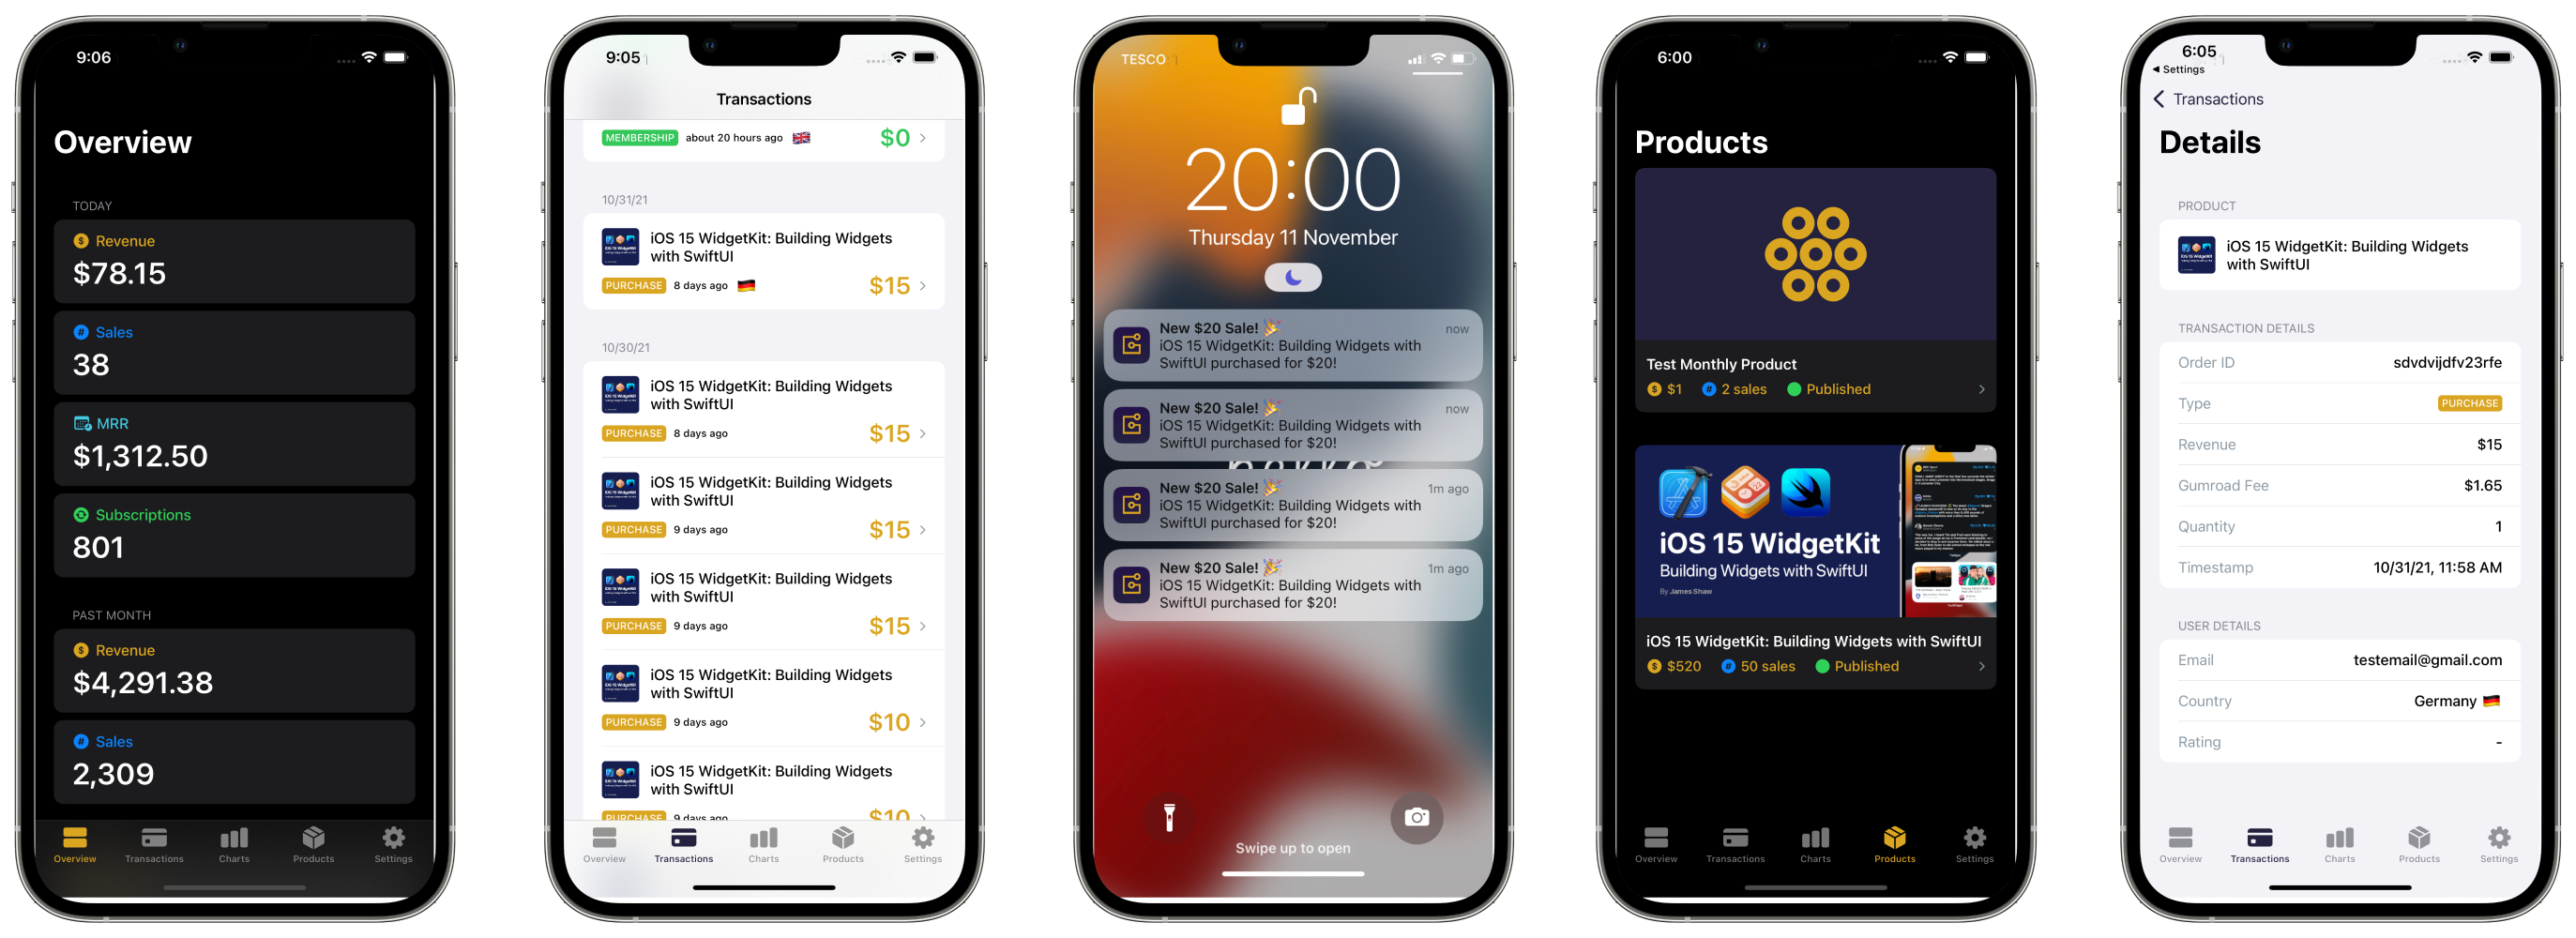 9:06
Overview
TODAY
Revenue
$78.15
Sales
38
MRR
$1,312.50
Subscriptions
801
PAST MONTH
Revenue
$4,291.38
Sales
2,309
Overview Transactions Charts Products Settings
9:05
Transactions
MEMBERSHIP about 20 hours ago $0
10/31/21
iOS 15 WidgetKit: Building Widgets
with SwiftUI
PURCHASE 8 days ago $15
10/30/21
iOS 15 WidgetKit: Building Widgets
with SwiftUI
PURCHASE 8 days ago $15
iOS 15 WidgetKit: Building Widgets
with SwiftUI
PURCHASE 9 days ago $15
iOS 15 WidgetKit: Building Widgets
with SwiftUI
PURCHASE 9 days ago $15
iOS 15 WidgetKit: Building Widgets
with SwiftUI
PURCHASE 9 days ago $10
iOS 15 WidgetKit: Building Widgets
with SwiftUI
PURCHASE 9 days ago $10
Overview Transactions Charts Products Settings
TESCO
20:00
Thursday 11 November
New $20 Sale! 🎉 now
iOS 15 WidgetKit: Building Widgets with
SwiftUI purchased for $20!
New $20 Sale! 🎉 now
iOS 15 WidgetKit: Building Widgets with
SwiftUI purchased for $20!
New $20 Sale! 🎉 1m ago
iOS 15 WidgetKit: Building Widgets with
SwiftUI purchased for $20!
New $20 Sale! 🎉 1m ago
iOS 15 WidgetKit: Building Widgets with
SwiftUI purchased for $20!
Swipe up to open
6:00
Products
Test Monthly Product
$1 2 sales Published
iOS 15 WidgetKit
Building Widgets with SwiftUI
By James Shaw
iOS 15 WidgetKit: Building Widgets with SwiftUI
$520 50 sales Published
Overview Transactions Charts Products Settings
6:05
Settings
Transactions
Details
PRODUCT
iOS 15 WidgetKit: Building Widgets
with SwiftUI
TRANSACTION DETAILS
Order ID sdvdvijdfv23rfe
Type PURCHASE
Revenue $15
Gumroad Fee $1.65
Quantity 1
Timestamp 10/31/21, 11:58 AM
USER DETAILS
Email testemail@gmail.com
Country Germany
Rating -
Overview Transactions Charts Products Settings